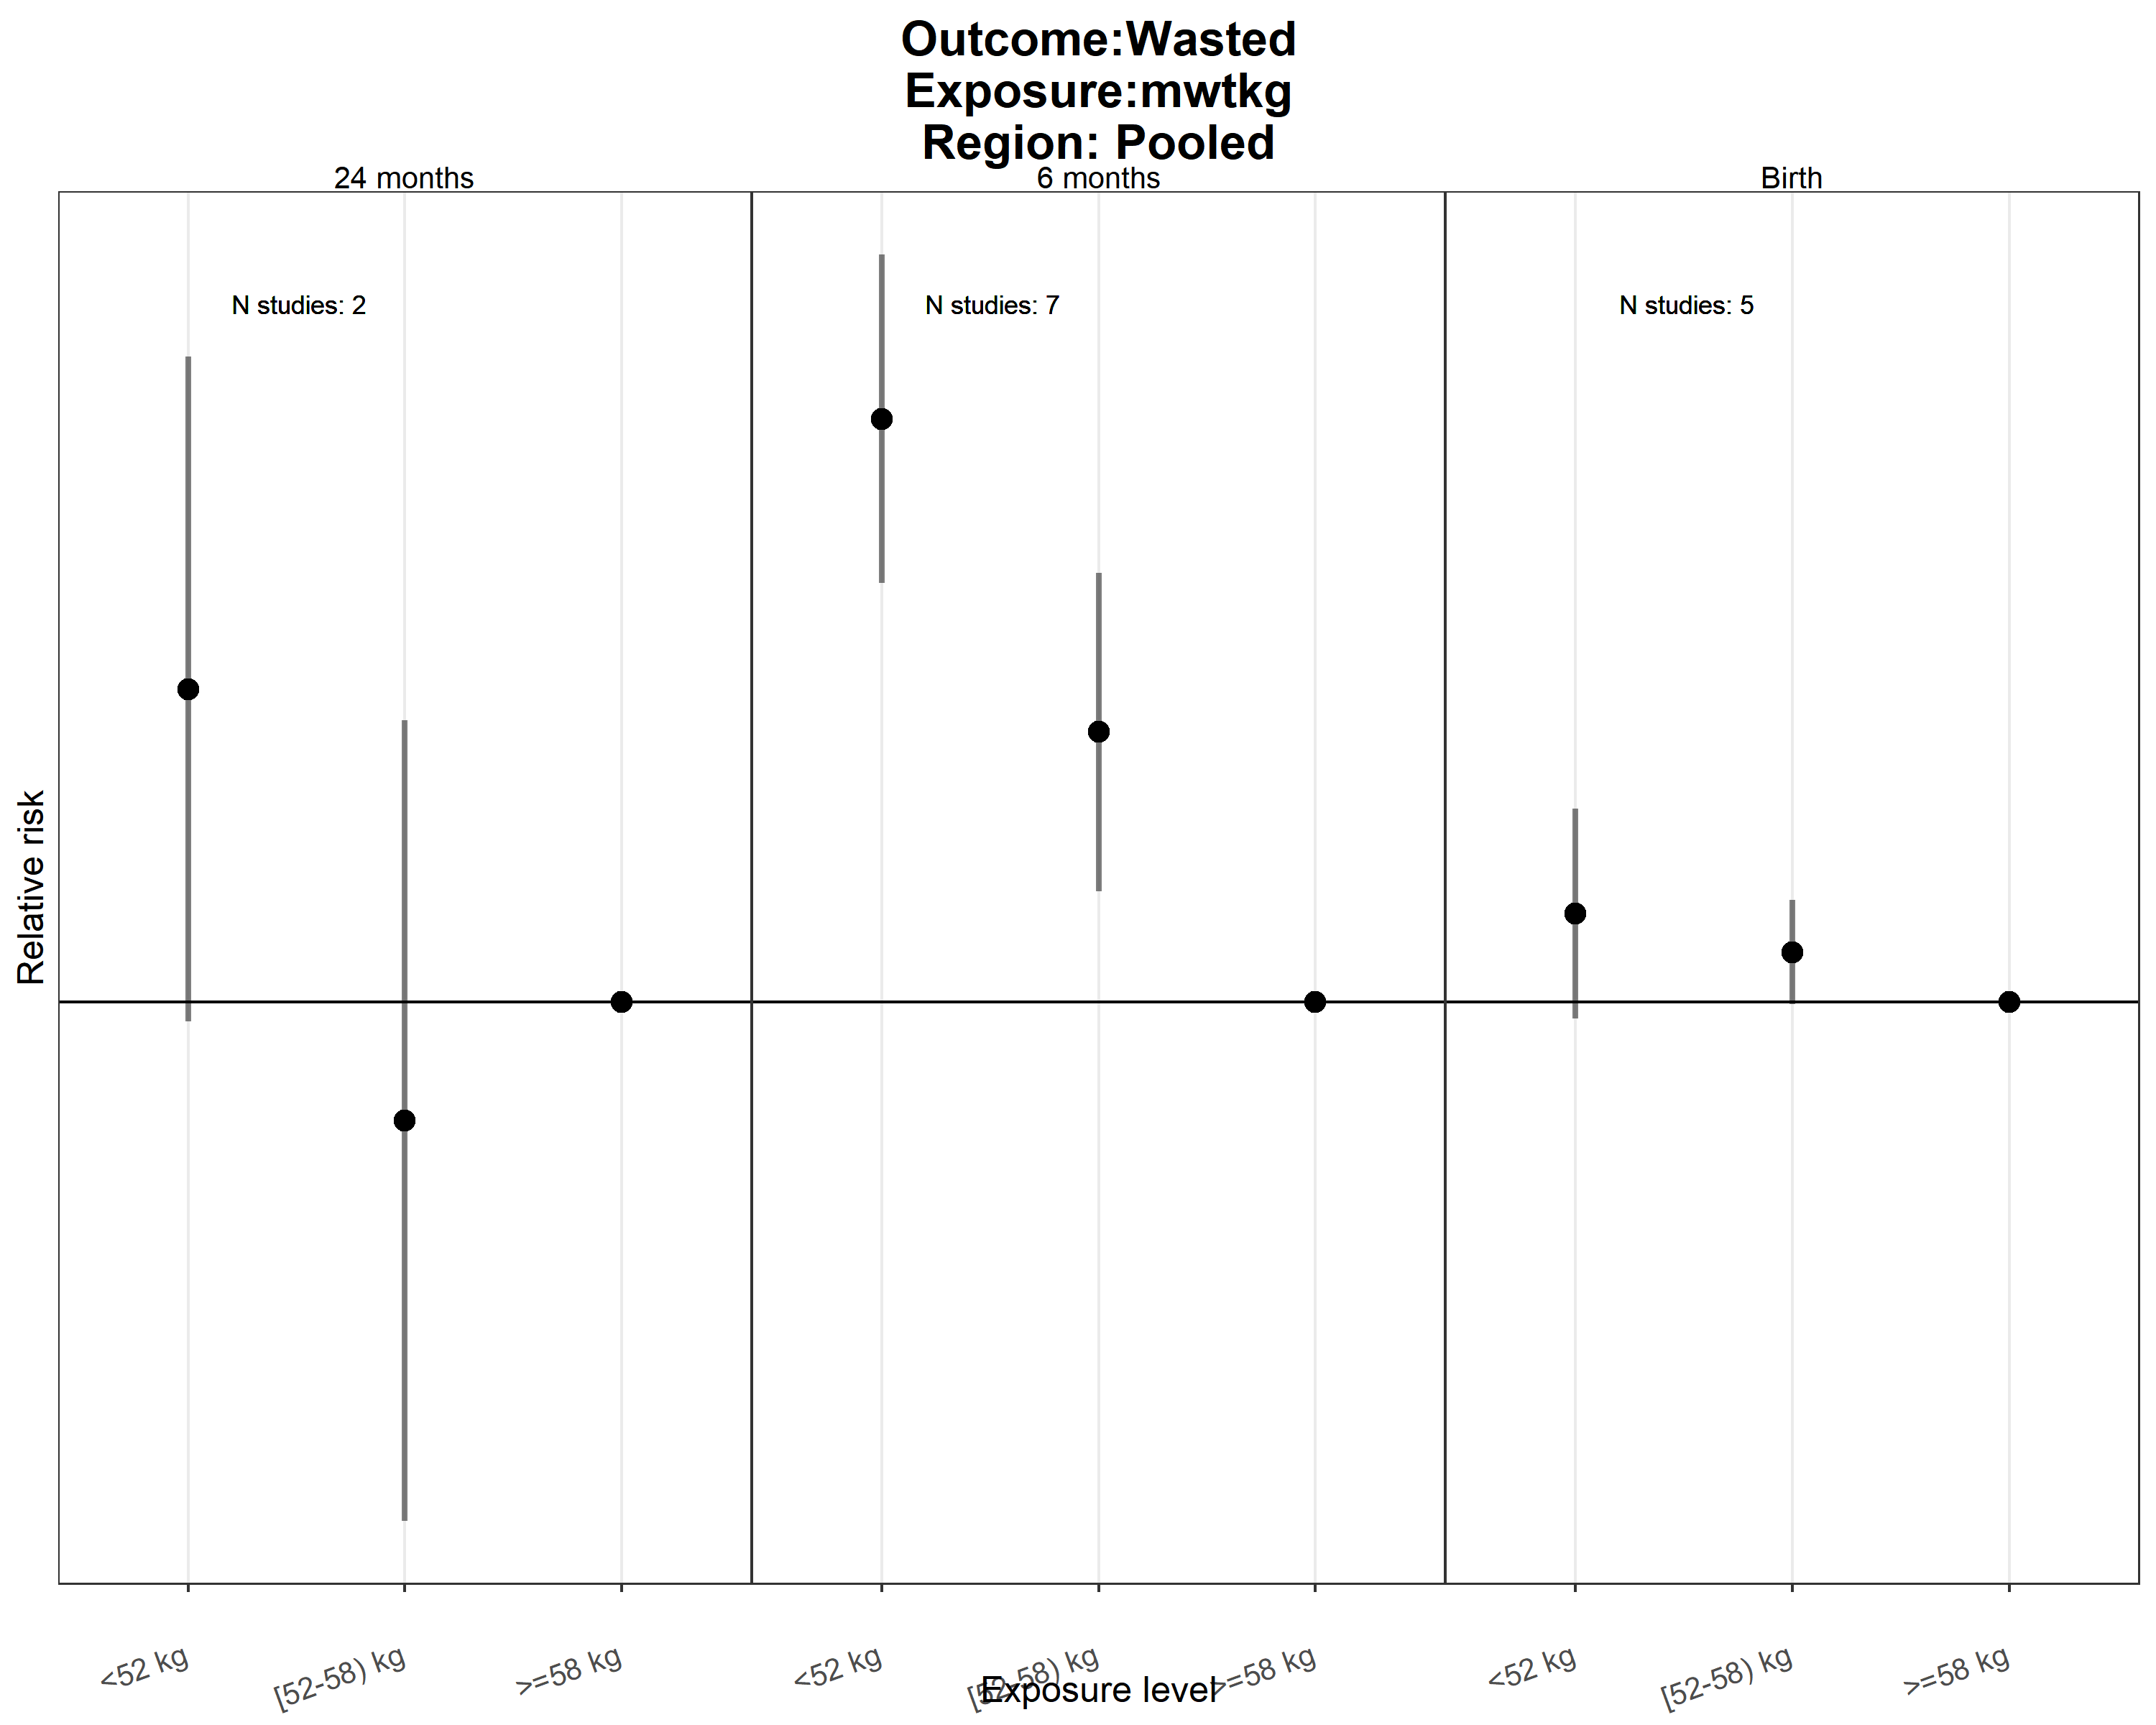 Outcome:Wasted
Exposure:mwtkg
Region: Pooled
24 months
6 months
Birth
N studies: 2
N studies: 7
N studies: 5
Relative risk
<52 kg
[52-58) kg
>=58 kg
<52 kg
[52-58) kg
>=58 kg
<52 kg
[52-58) kg
>=58 kg
Exposure level